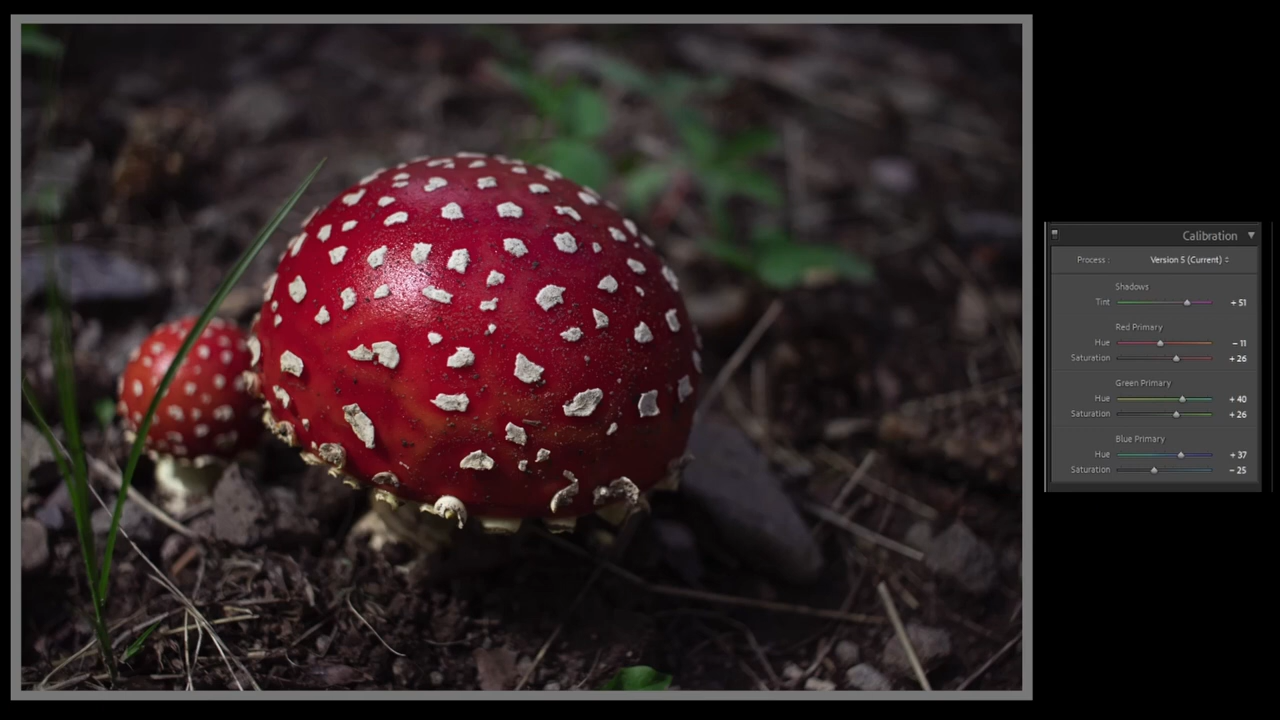 Calibration
Process : Version 5 (Current)
Shadows
Tint + 51
Red Primary
Hue − 11
Saturation + 26
Green Primary
Hue + 40
Saturation + 26
Blue Primary
Hue + 37
Saturation − 25